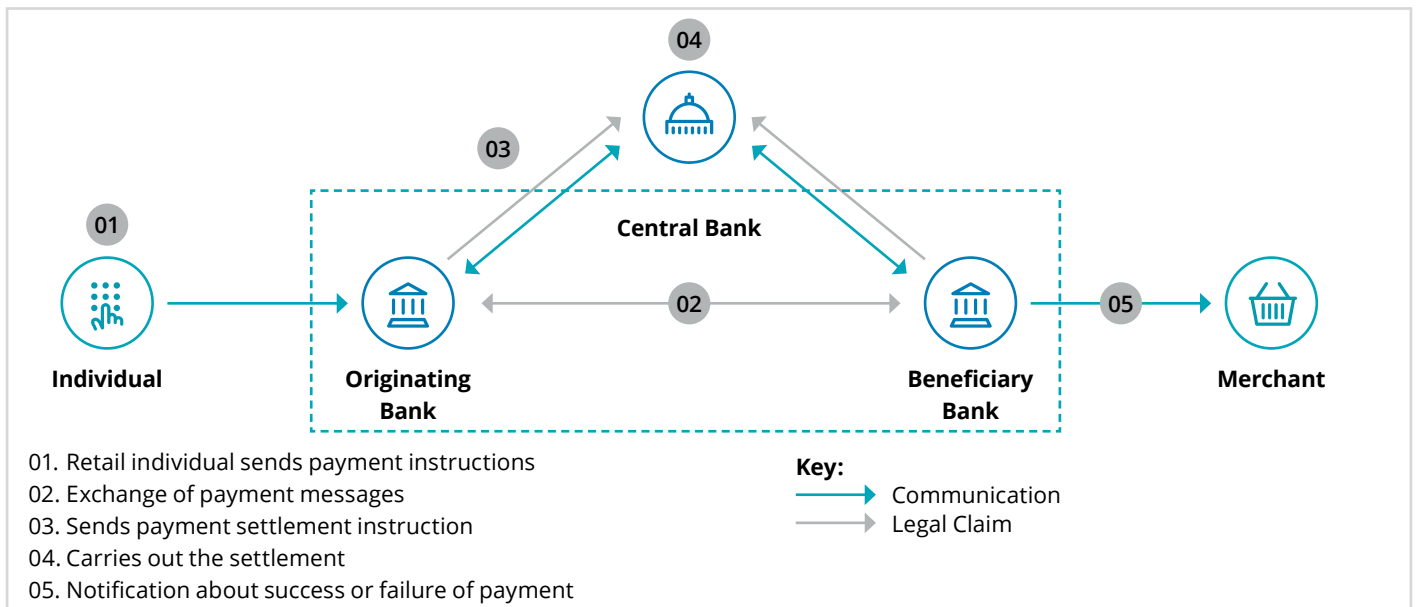 04
03
01
Central Bank
02
05
Individual
Originating
Bank
Beneficiary
Bank
Merchant
01. Retail individual sends payment instructions
02. Exchange of payment messages
03. Sends payment settlement instruction
04. Carries out the settlement
05. Notification about success or failure of payment
Key:
Communication
Legal Claim